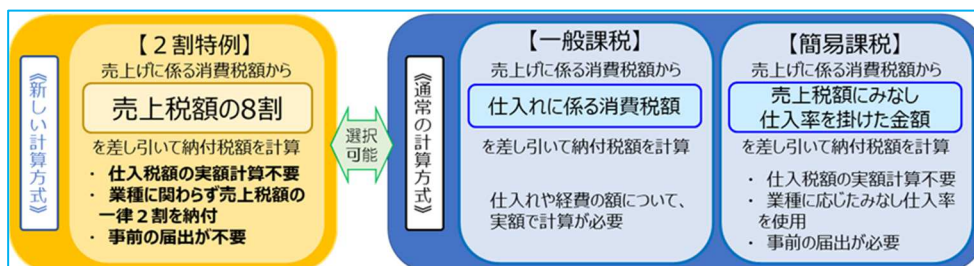 《新しい計算方式》
【２割特例】
売上げに係る消費税額から
売上税額の8割
を差し引いて納付税額を計算
・ 仕入税額の実額計算不要
・ 業種に関わらず売上税額の
一律２割を納付
・ 事前の届出が不要
選択
可能
《通常の計算方式》
【一般課税】
売上げに係る消費税額から
仕入れに係る消費税額
を差し引いて納付税額を計算
仕入れや経費の額について、
実額で計算が必要
【簡易課税】
売上げに係る消費税額から
売上税額にみなし
仕入率を掛けた金額
を差し引いて納付税額を計算
・ 仕入税額の実額計算不要
・ 業種に応じたみなし仕入率
を使用
・ 事前の届出が必要